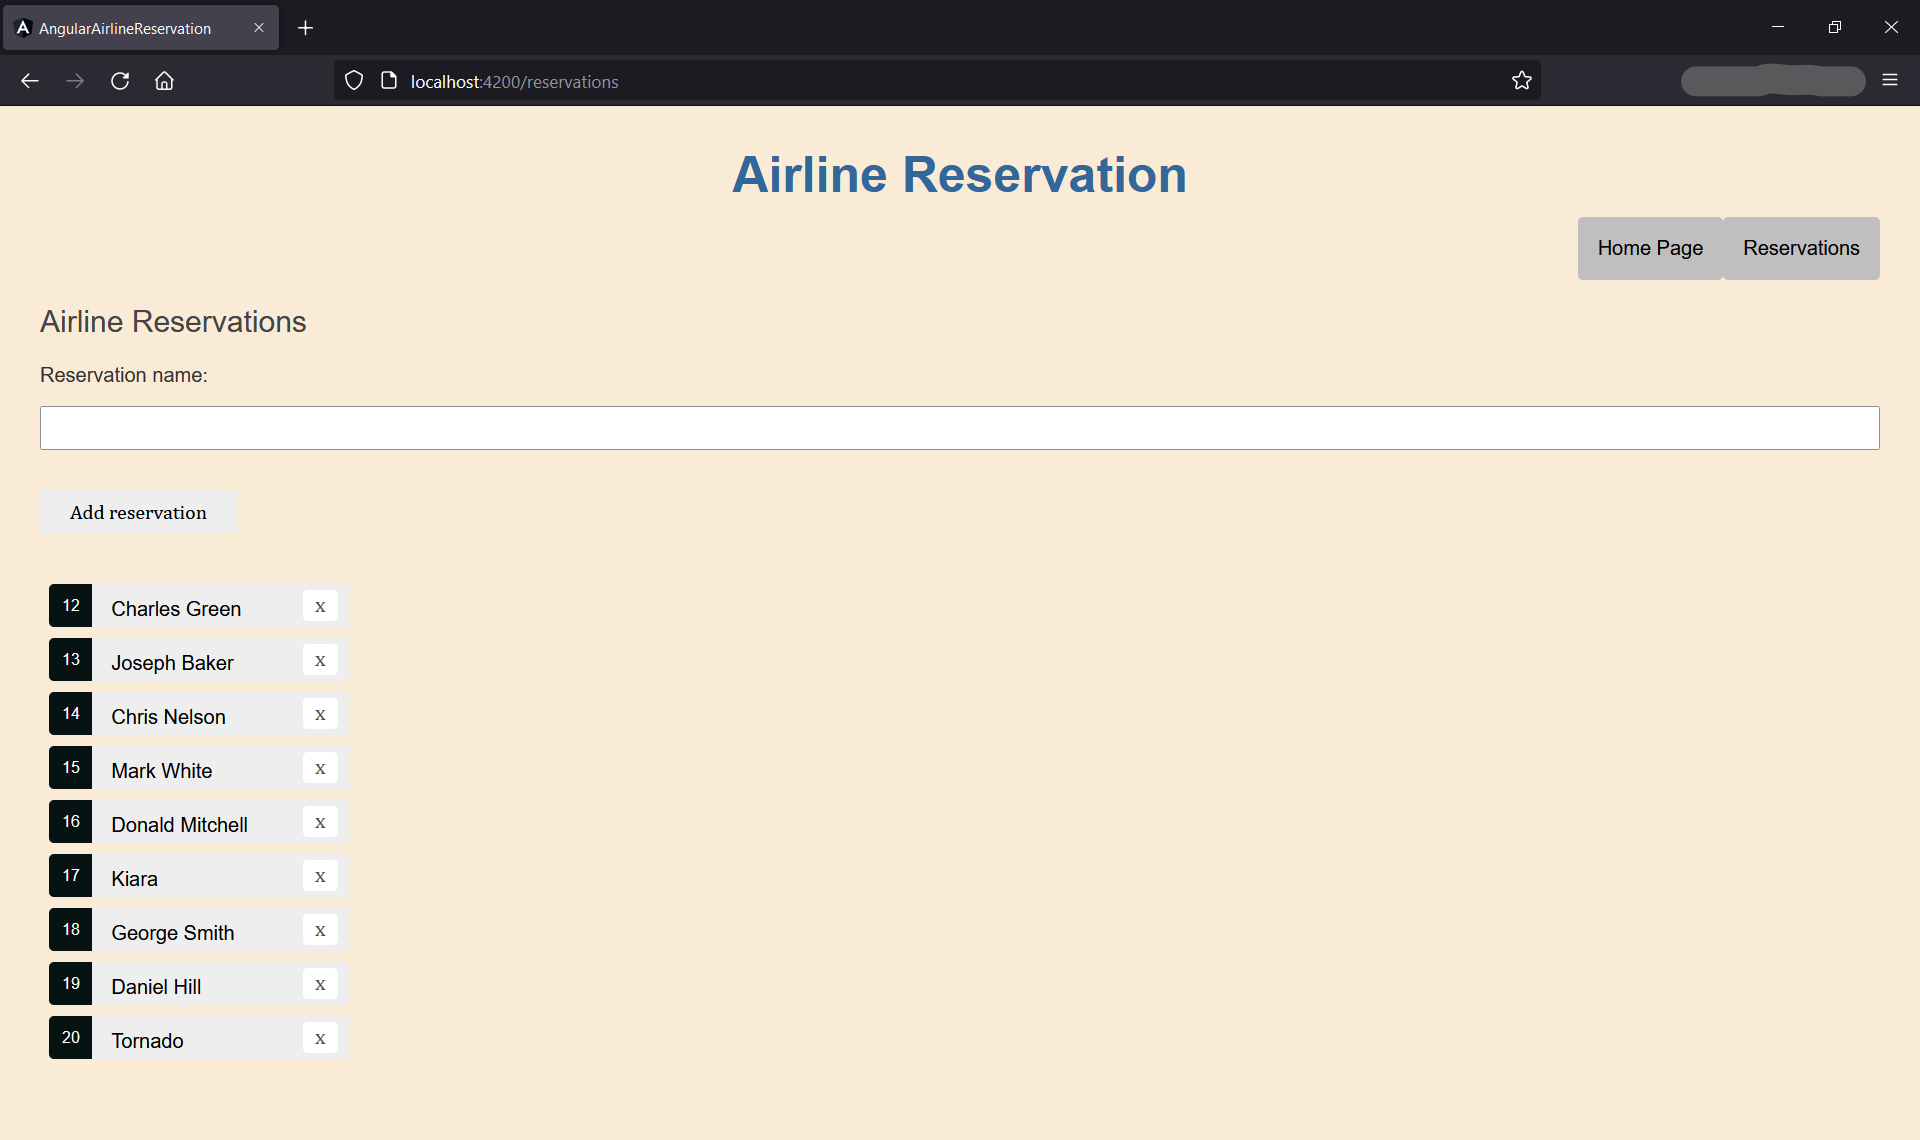 AngularAirlineReservation
localhost:4200/reservations
Airline Reservation
Home Page Reservations
Airline Reservations
Reservation name:
Add reservation
12 Charles Green x
13 Joseph Baker x
14 Chris Nelson x
15 Mark White x
16 Donald Mitchell x
17 Kiara x
18 George Smith x
19 Daniel Hill x
20 Tornado x